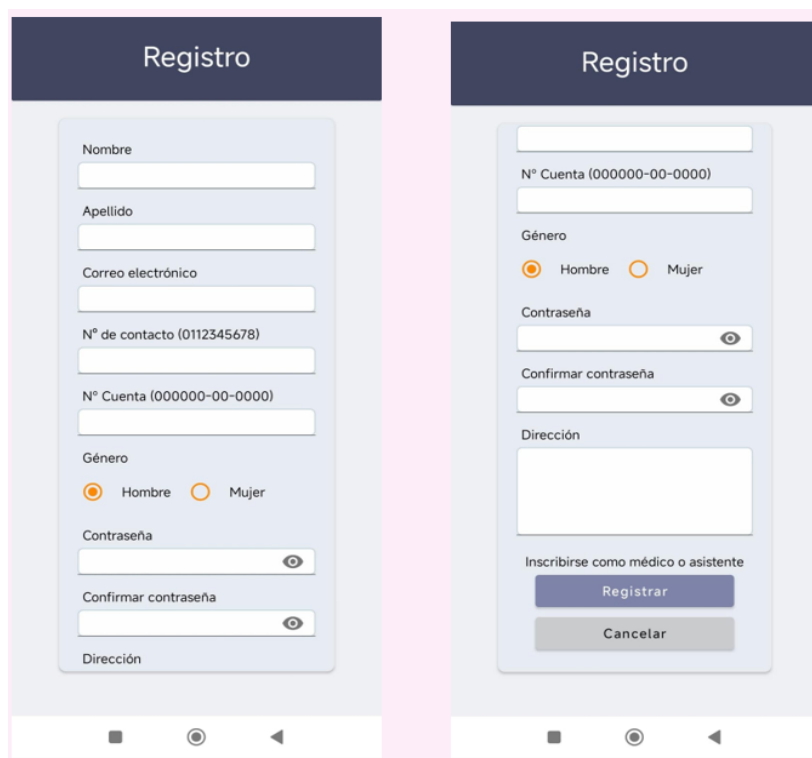 Registro
Nombre
Apellido
Correo electrónico
Nº de contacto (0112345678)
N° Cuenta (000000-00-0000)
Género
Hombre Mujer
Contraseña
Confirmar contraseña
Dirección
Registro
N° Cuenta (000000-00-0000)
Género
Hombre Mujer
Contraseña
Confirmar contraseña
Dirección
Inscribirse como médico o asistente
Registrar
Cancelar